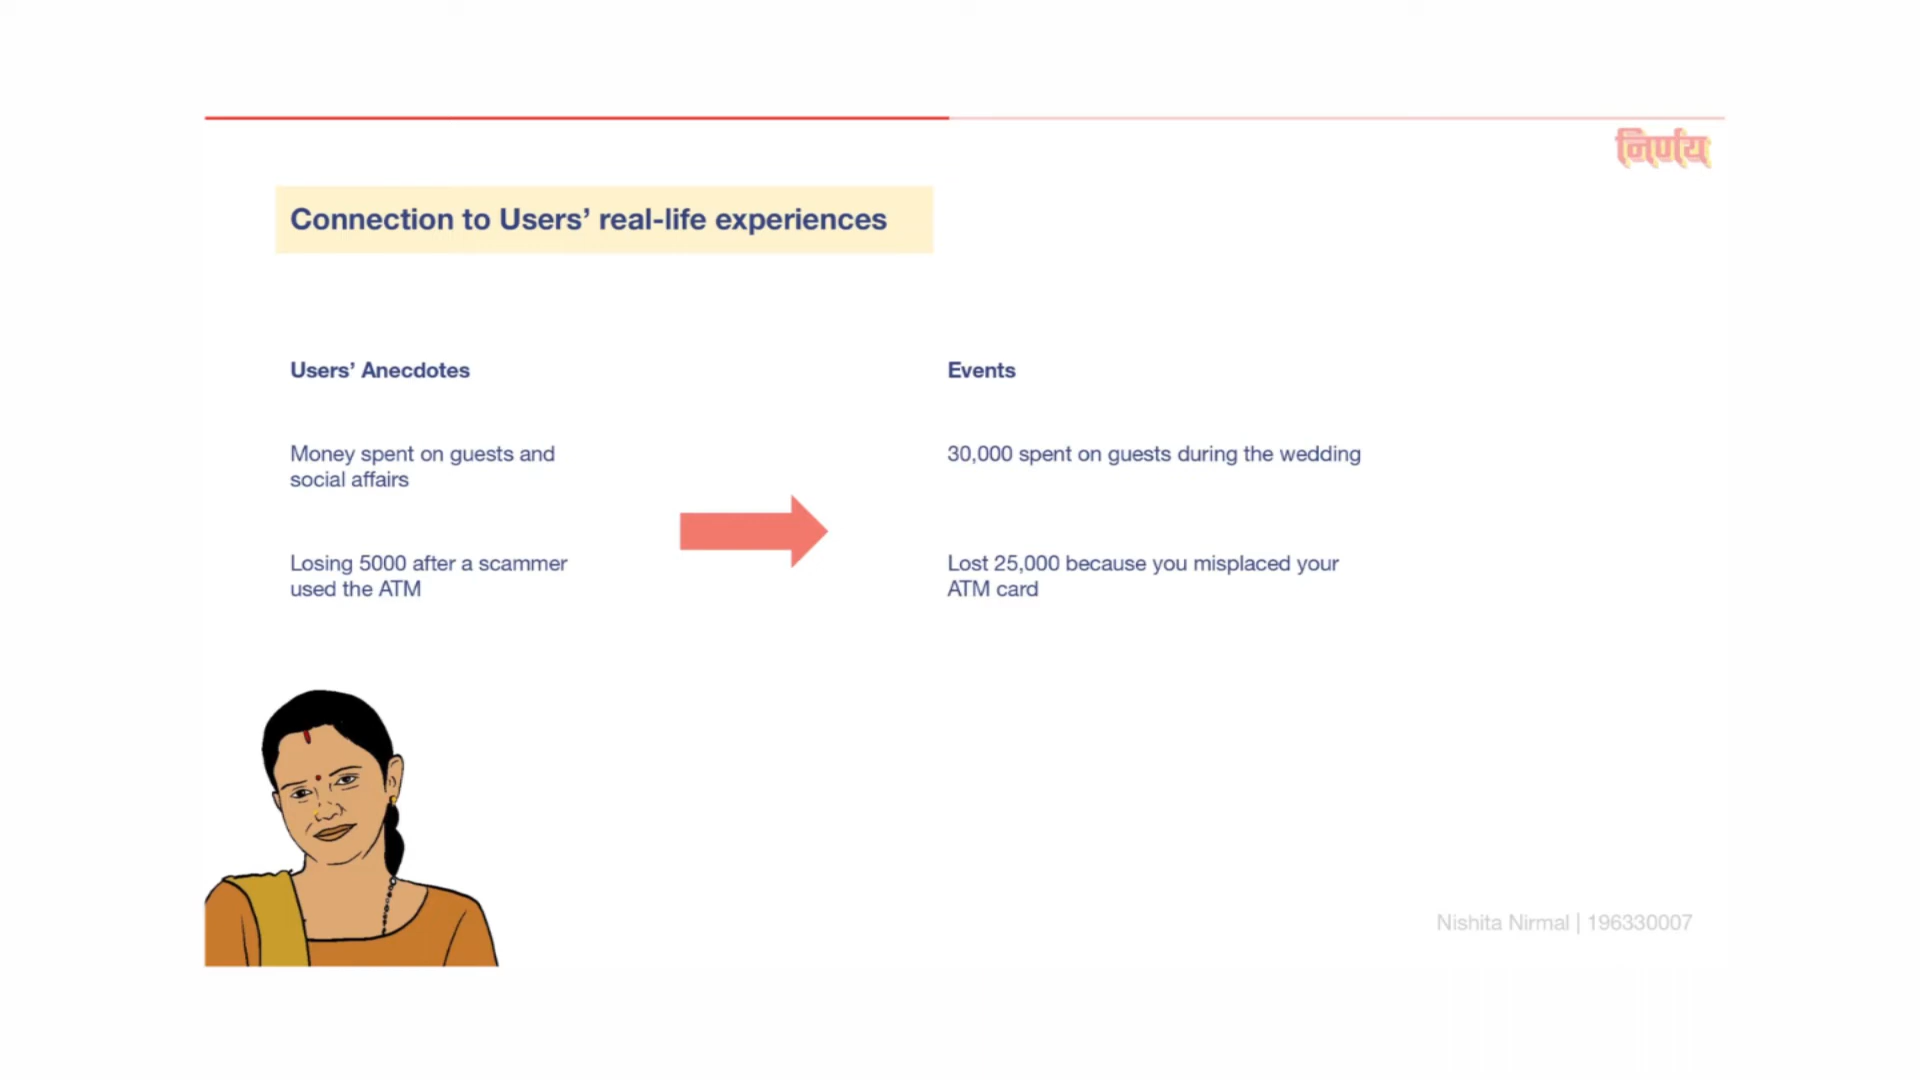 निर्णय
Connection to Users’ real-life experiences
Users’ Anecdotes
Money spent on guests and
social affairs
Losing 5000 after a scammer
used the ATM
Events
30,000 spent on guests during the wedding
Lost 25,000 because you misplaced your
ATM card
Nishita Nirmal | 196330007